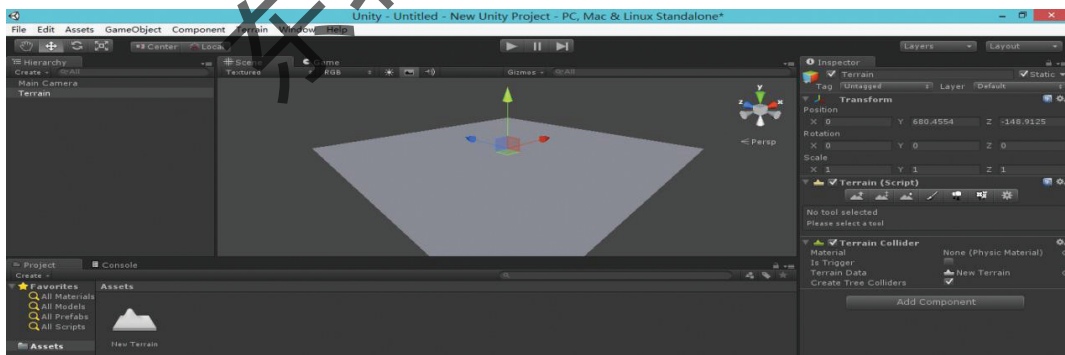 Unity - Untitled - New Unity Project - PC, Mac & Linux Standalone*
File Edit Assets GameObject Component Terrain Window Help
Center Local Layers Layout
Hierarchy Scene Game Inspector
Create All Textured RGB Gizmos All Terrain Static
Main Camera Tag Untagged Layer Default
Terrain Transform
Position
X 0 Y 680.4554 Z -148.9125
Rotation
X 0 Y 0 Z 0
Scale
X 1 Y 1 Z 1
y
z x
Persp
Terrain (Script)
No tool selected
Please select a tool
Terrain Collider
Material None (Physic Material)
Is Trigger
Terrain Data New Terrain
Create Tree Colliders
Add Component
Project Console
Create
Favorites Assets
All Materials
All Models
All Prefabs
All Scripts
Assets New Terrain